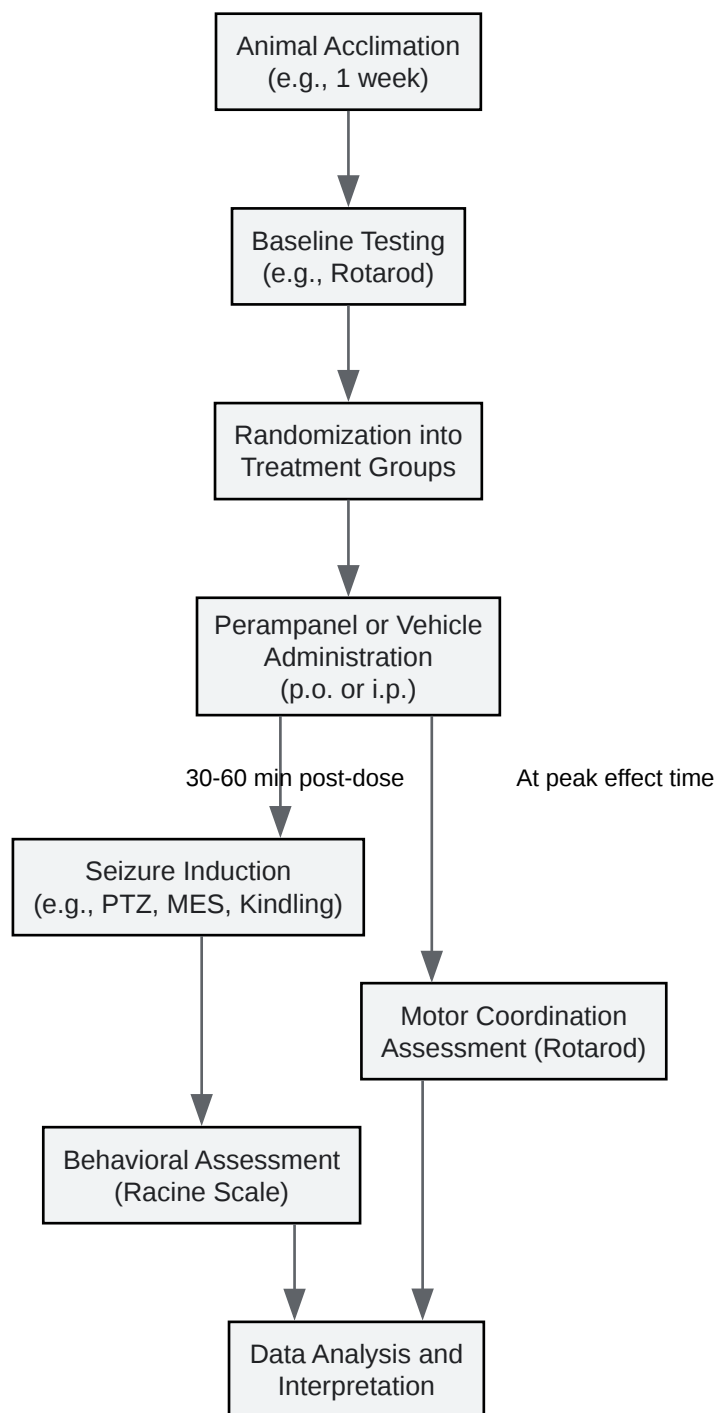 Animal Acclimation
(e.g., 1 week)
Baseline Testing
(e.g., Rotarod)
Randomization into
Treatment Groups
Perampanel or Vehicle
Administration
(p.o. or i.p.)
30-60 min post-dose
At peak effect time
Seizure Induction
(e.g., PTZ, MES, Kindling)
Motor Coordination
Assessment (Rotarod)
Behavioral Assessment
(Racine Scale)
Data Analysis and
Interpretation